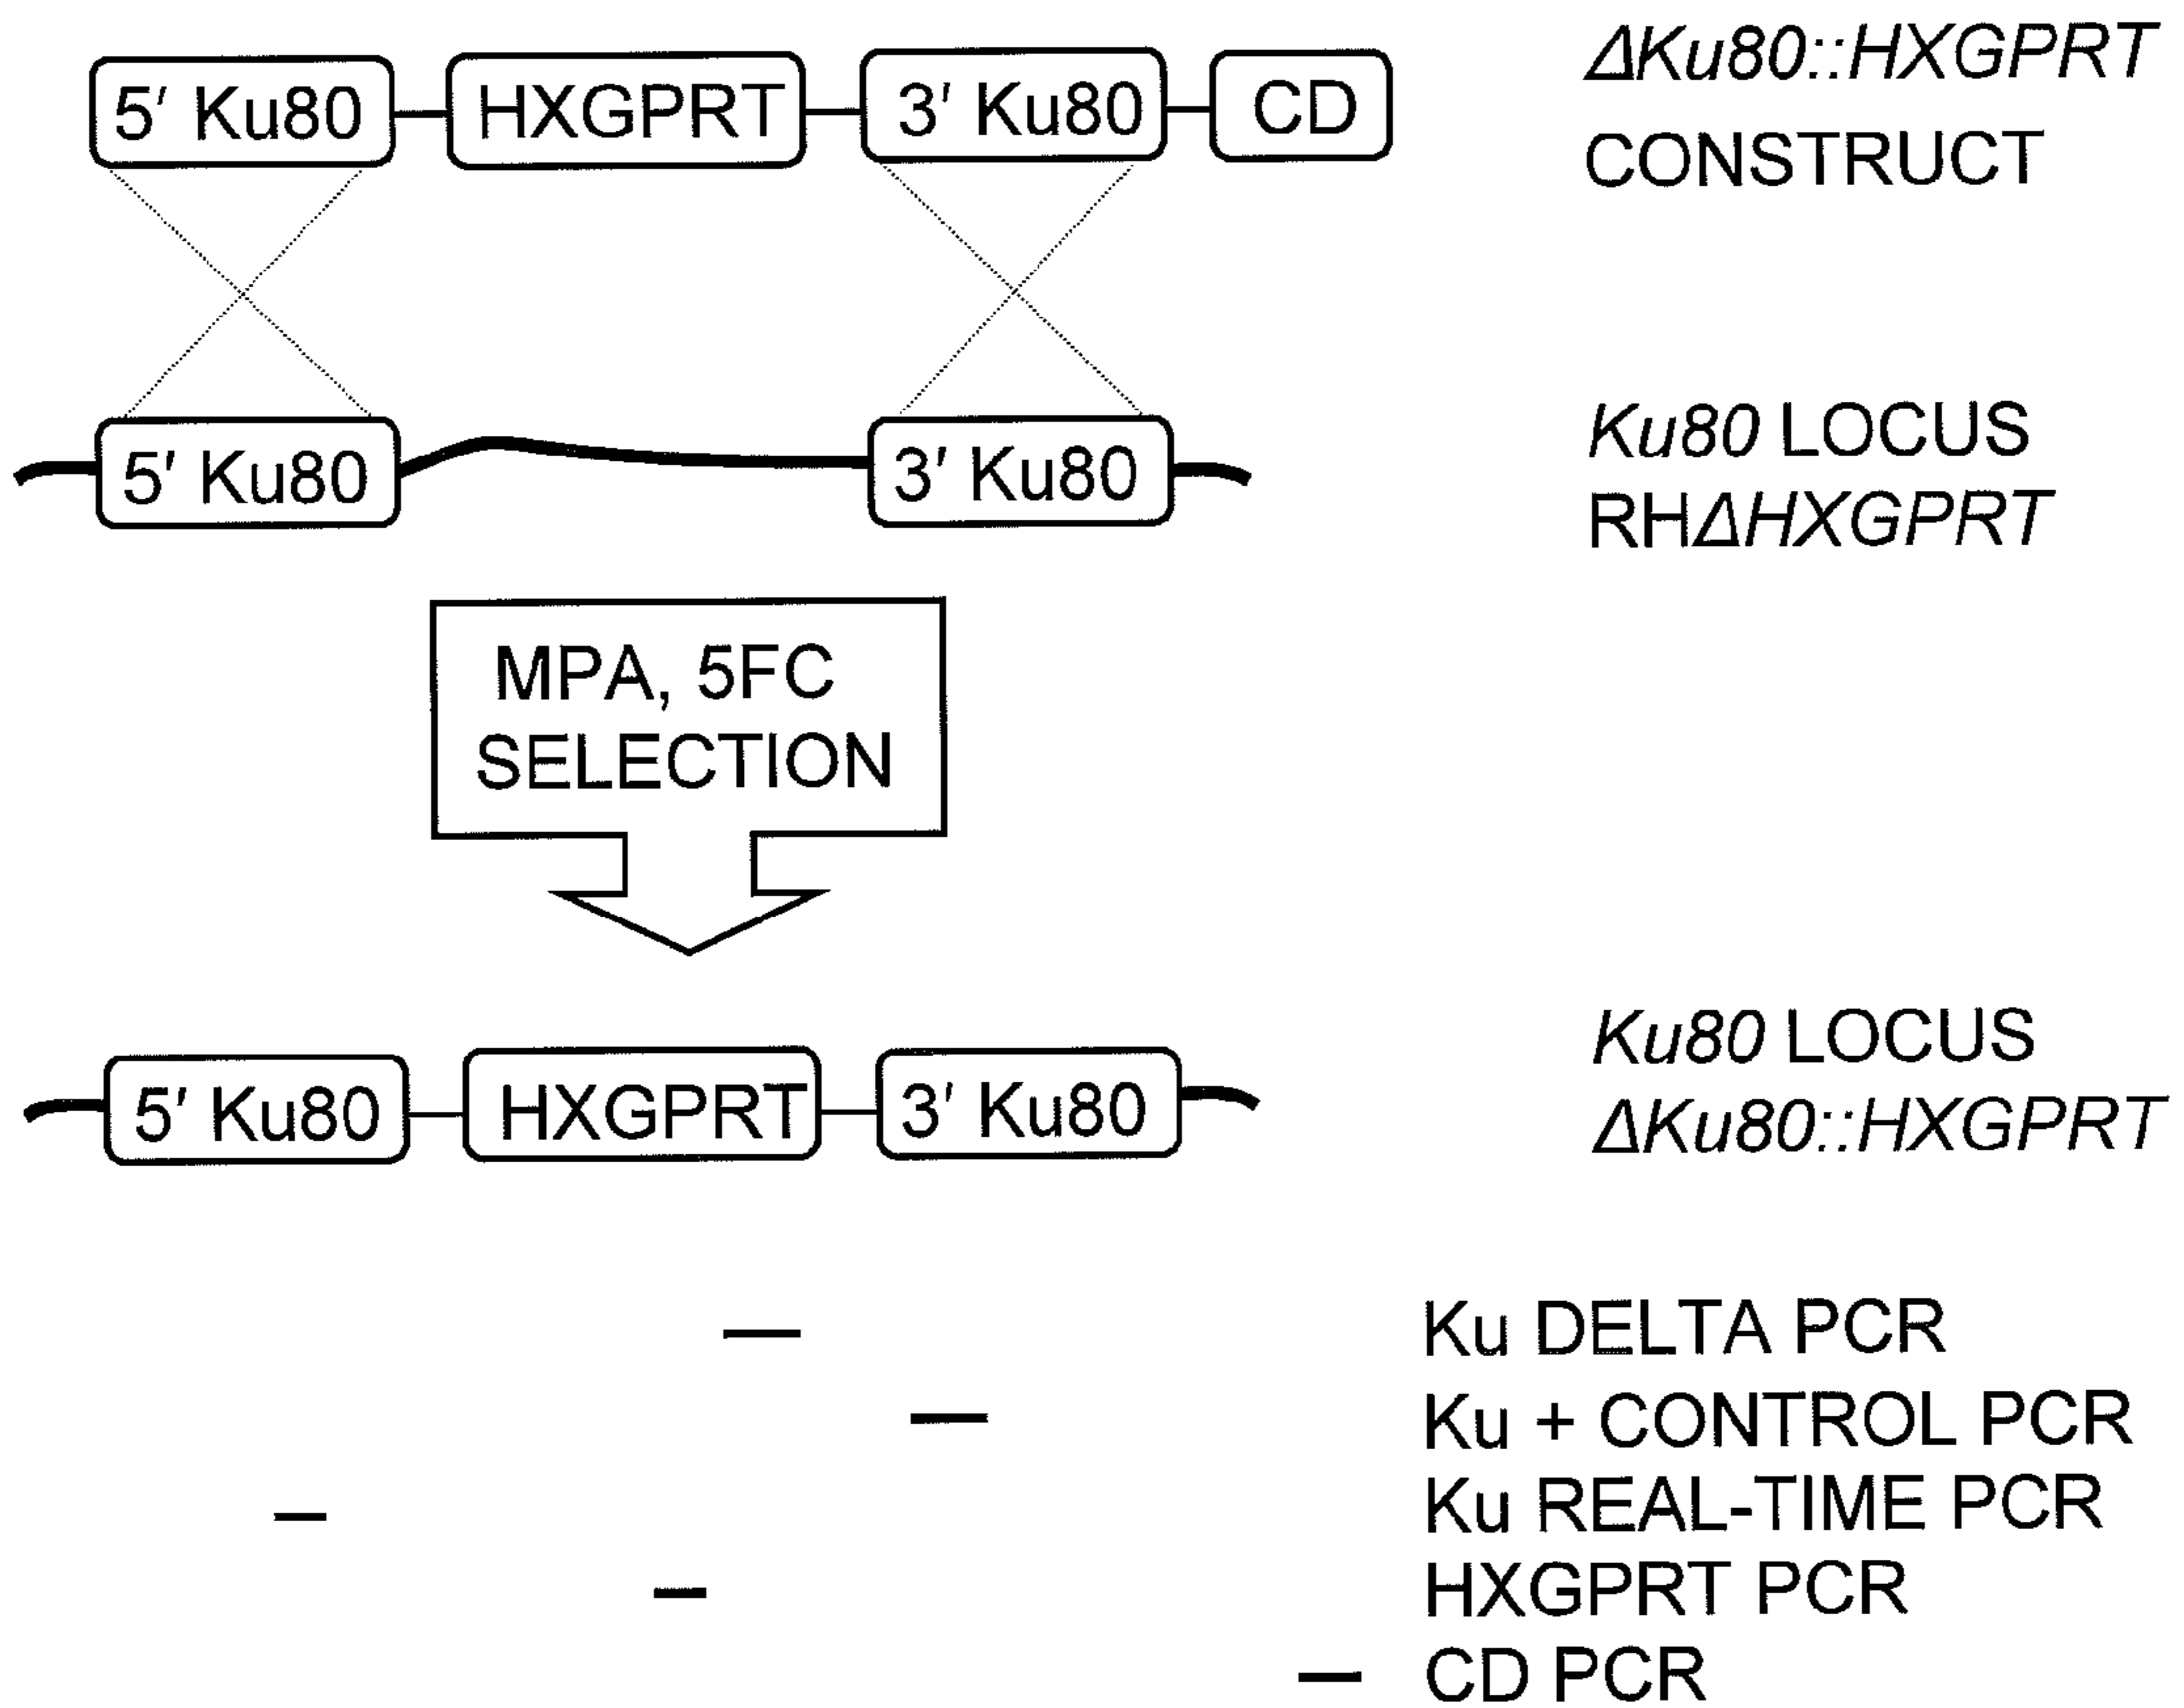 5′ Ku80 HXGPRT 3′ Ku80 CD ΔKu80::HXGPRT
CONSTRUCT
5′ Ku80 3′ Ku80 Ku80 LOCUS
RHΔHXGPRT
MPA, 5FC
SELECTION
Ku80 LOCUS
5′ Ku80 HXGPRT 3′ Ku80 ΔKu80::HXGPRT
Ku DELTA PCR
Ku + CONTROL PCR
Ku REAL-TIME PCR
HXGPRT PCR
CD PCR